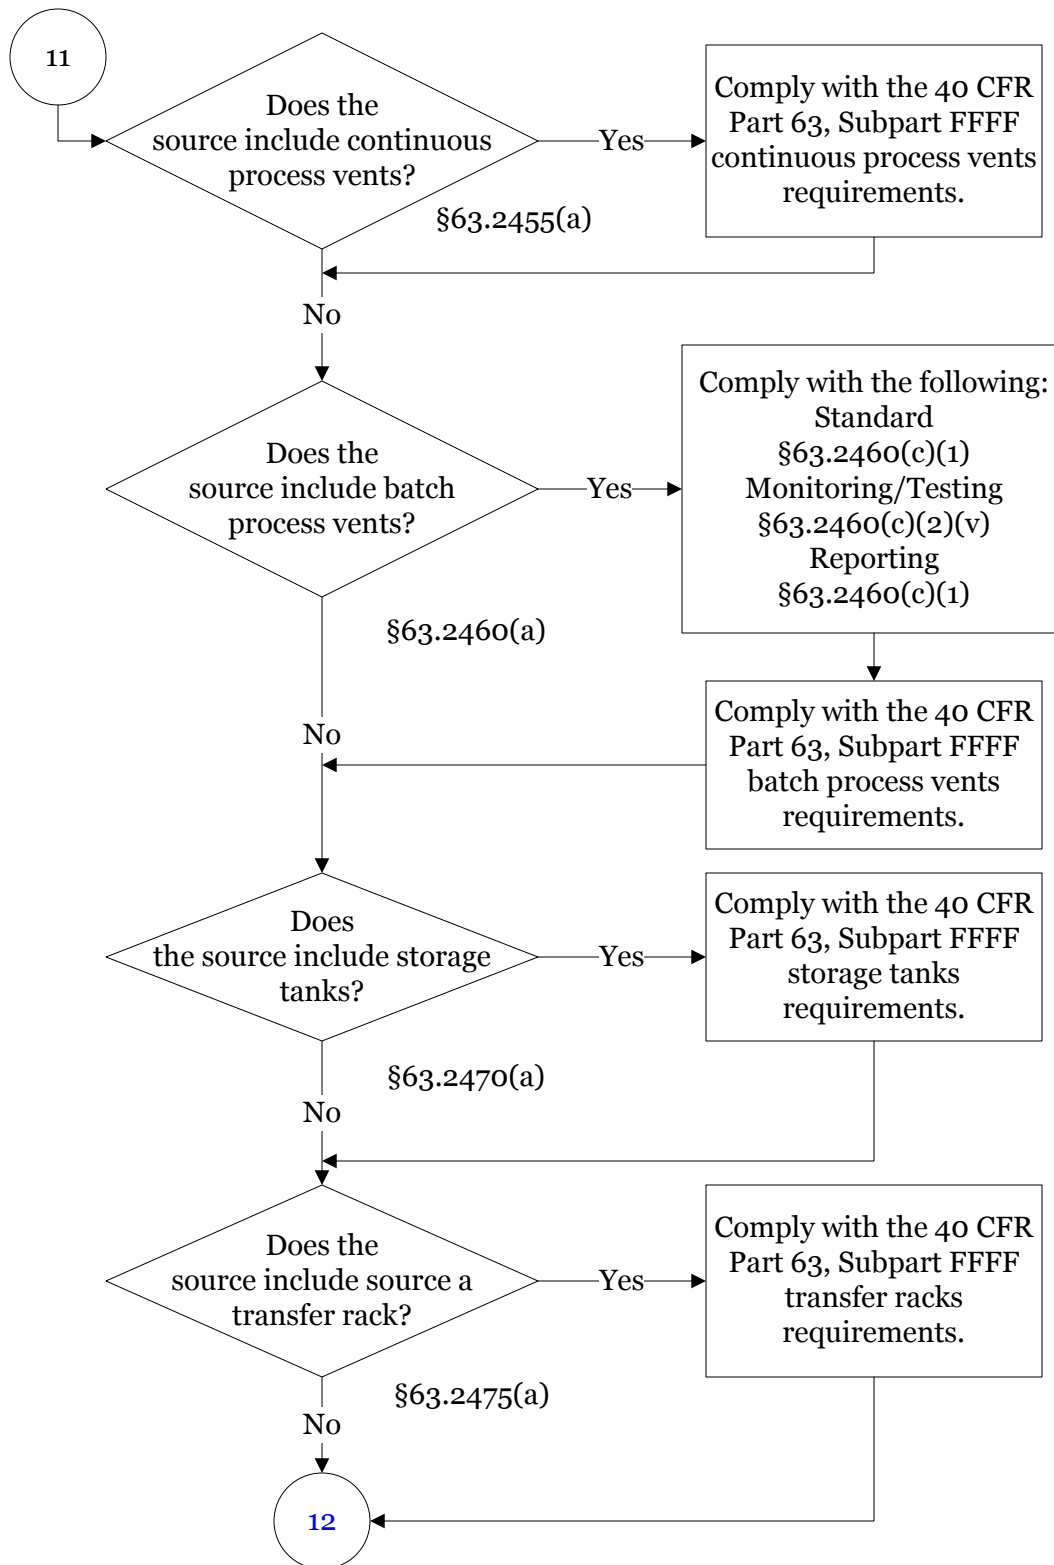 11
Does the
source include continuous
process vents?
Yes
Comply with the 40 CFR
Part 63, Subpart FFFF
continuous process vents
requirements.
§63.2455(a)
No
Does the
source include batch
process vents?
Yes
Comply with the following:
Standard
§63.2460(c)(1)
Monitoring/Testing
§63.2460(c)(2)(v)
Reporting
§63.2460(c)(1)
§63.2460(a)
No
Comply with the 40 CFR
Part 63, Subpart FFFF
batch process vents
requirements.
Does
the source include storage
tanks?
Yes
Comply with the 40 CFR
Part 63, Subpart FFFF
storage tanks
requirements.
§63.2470(a)
No
Does the
source include source a
transfer rack?
Yes
Comply with the 40 CFR
Part 63, Subpart FFFF
transfer racks
requirements.
§63.2475(a)
No
12